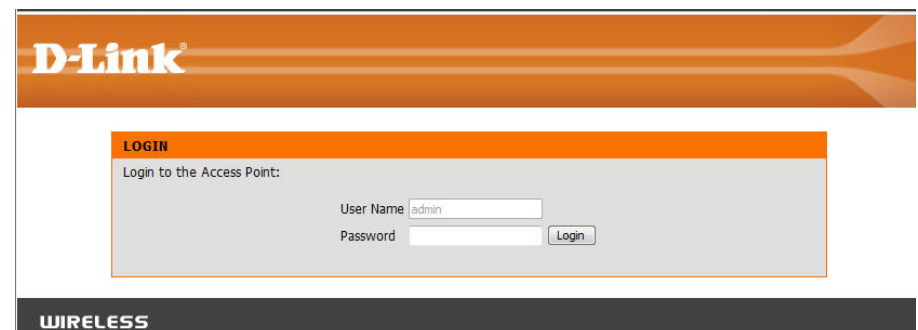 D-Link®
LOGIN
Login to the Access Point:
User Name admin
Password Login
WIRELESS